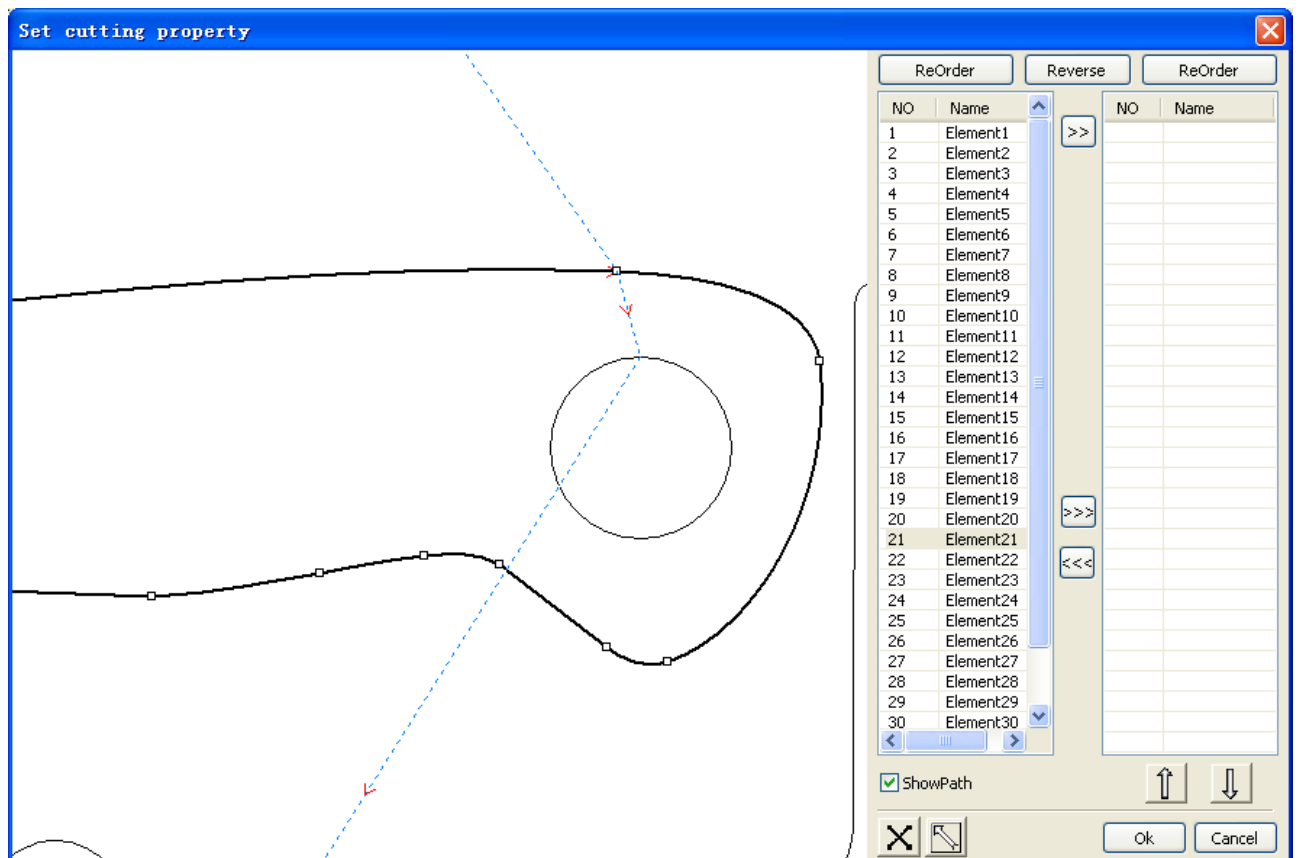 Set cutting property
ReOrder Reverse ReOrder
NO Name
1 Element1
2 Element2
3 Element3
4 Element4
5 Element5
6 Element6
7 Element7
8 Element8
9 Element9
10 Element10
11 Element11
12 Element12
13 Element13
14 Element14
15 Element15
16 Element16
17 Element17
18 Element18
19 Element19
20 Element20
21 Element21
22 Element22
23 Element23
24 Element24
25 Element25
26 Element26
27 Element27
28 Element28
29 Element29
30 Element30
>>
>>>
<<<
NO Name
ShowPath
Ok Cancel